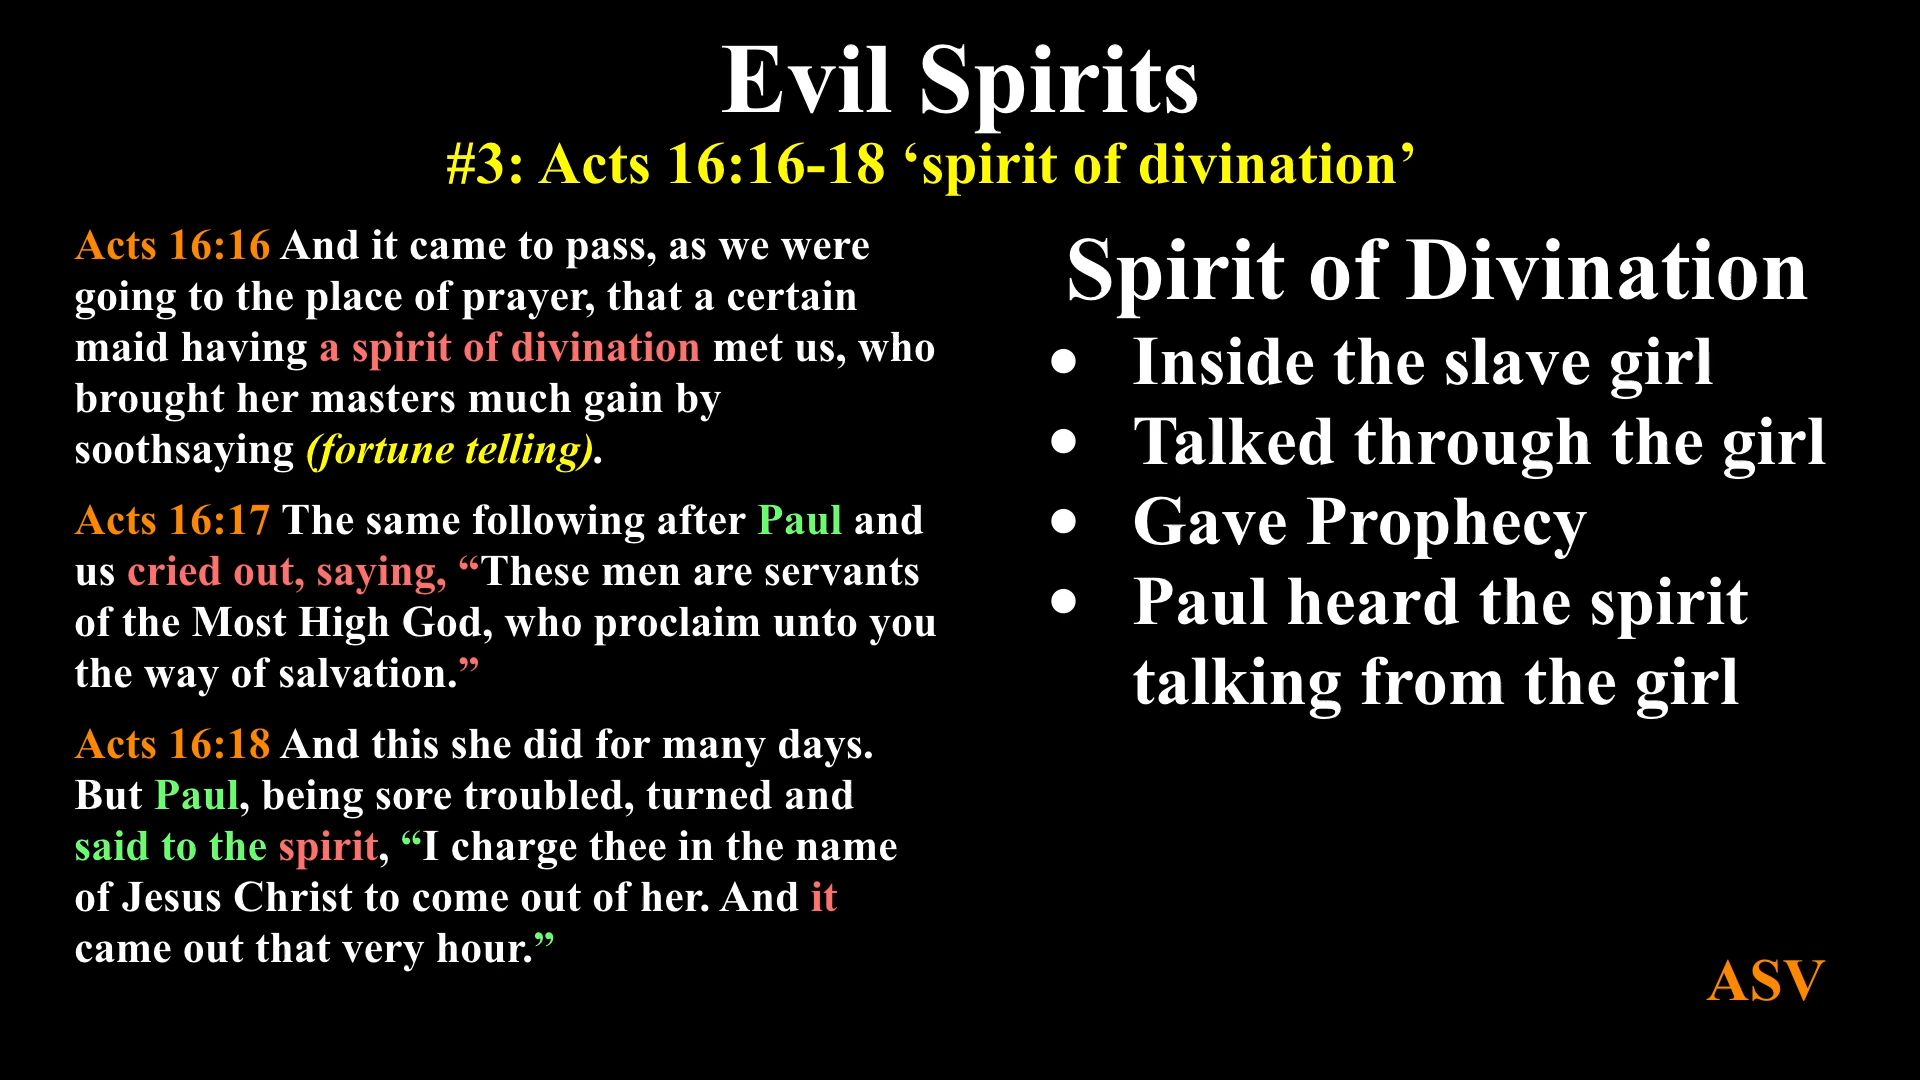 Evil Spirits
#3: Acts 16:16-18 ‘spirit of divination’
Acts 16:16 And it came to pass, as we were
going to the place of prayer, that a certain
maid having a spirit of divination met us, who
brought her masters much gain by
soothsaying (fortune telling).
Acts 16:17 The same following after Paul and
us cried out, saying, “These men are servants
of the Most High God, who proclaim unto you
the way of salvation.”
Acts 16:18 And this she did for many days.
But Paul, being sore troubled, turned and
said to the spirit, “I charge thee in the name
of Jesus Christ to come out of her. And it
came out that very hour.”
Spirit of Divination
• Inside the slave girl
• Talked through the girl
• Gave Prophecy
• Paul heard the spirit
talking from the girl
ASV